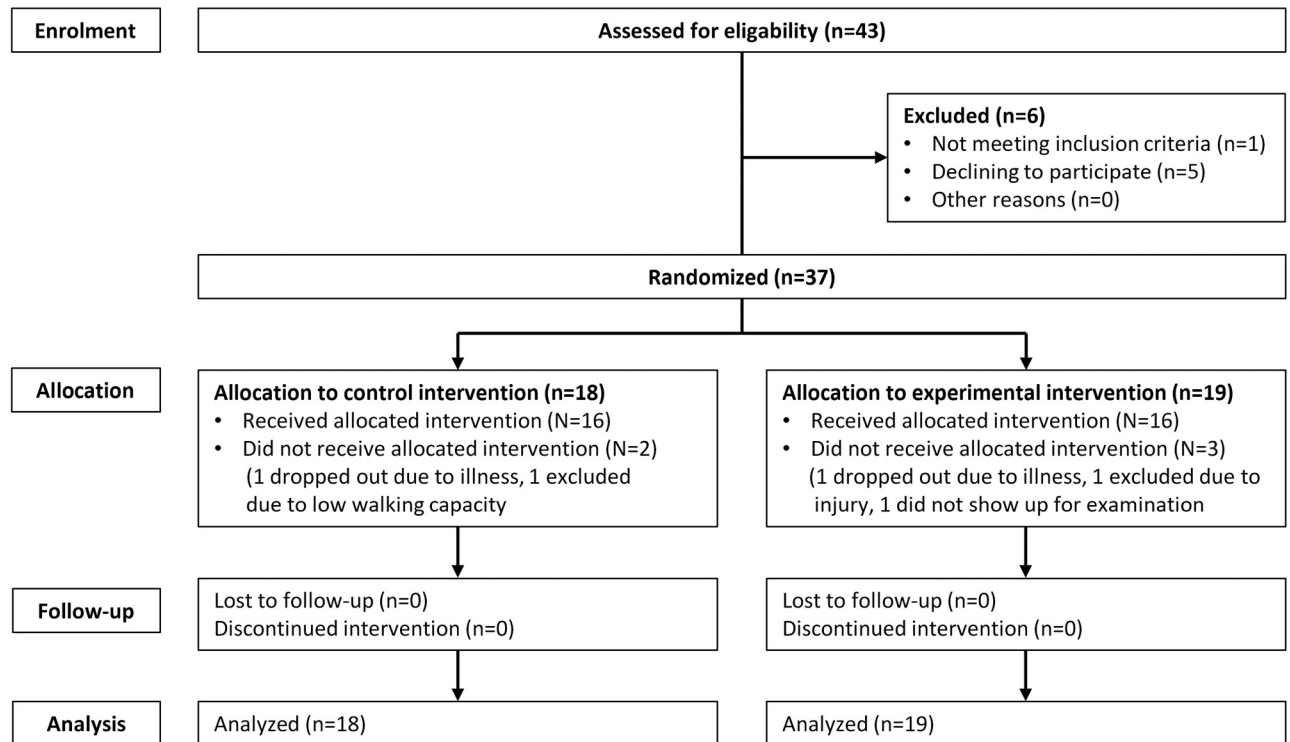 Enrolment
Assessed for eligability (n=43)
Excluded (n=6)
• Not meeting inclusion criteria (n=1)
• Declining to participate (n=5)
• Other reasons (n=0)
Randomized (n=37)
Allocation
Allocation to control intervention (n=18)
• Received allocated intervention (N=16)
• Did not receive allocated intervention (N=2)
(1 dropped out due to illness, 1 excluded
due to low walking capacity
Allocation to experimental intervention (n=19)
• Received allocated intervention (N=16)
• Did not receive allocated intervention (N=3)
(1 dropped out due to illness, 1 excluded due to
injury, 1 did not show up for examination
Follow-up
Lost to follow-up (n=0)
Discontinued intervention (n=0)
Lost to follow-up (n=0)
Discontinued intervention (n=0)
Analysis
Analyzed (n=18)
Analyzed (n=19)